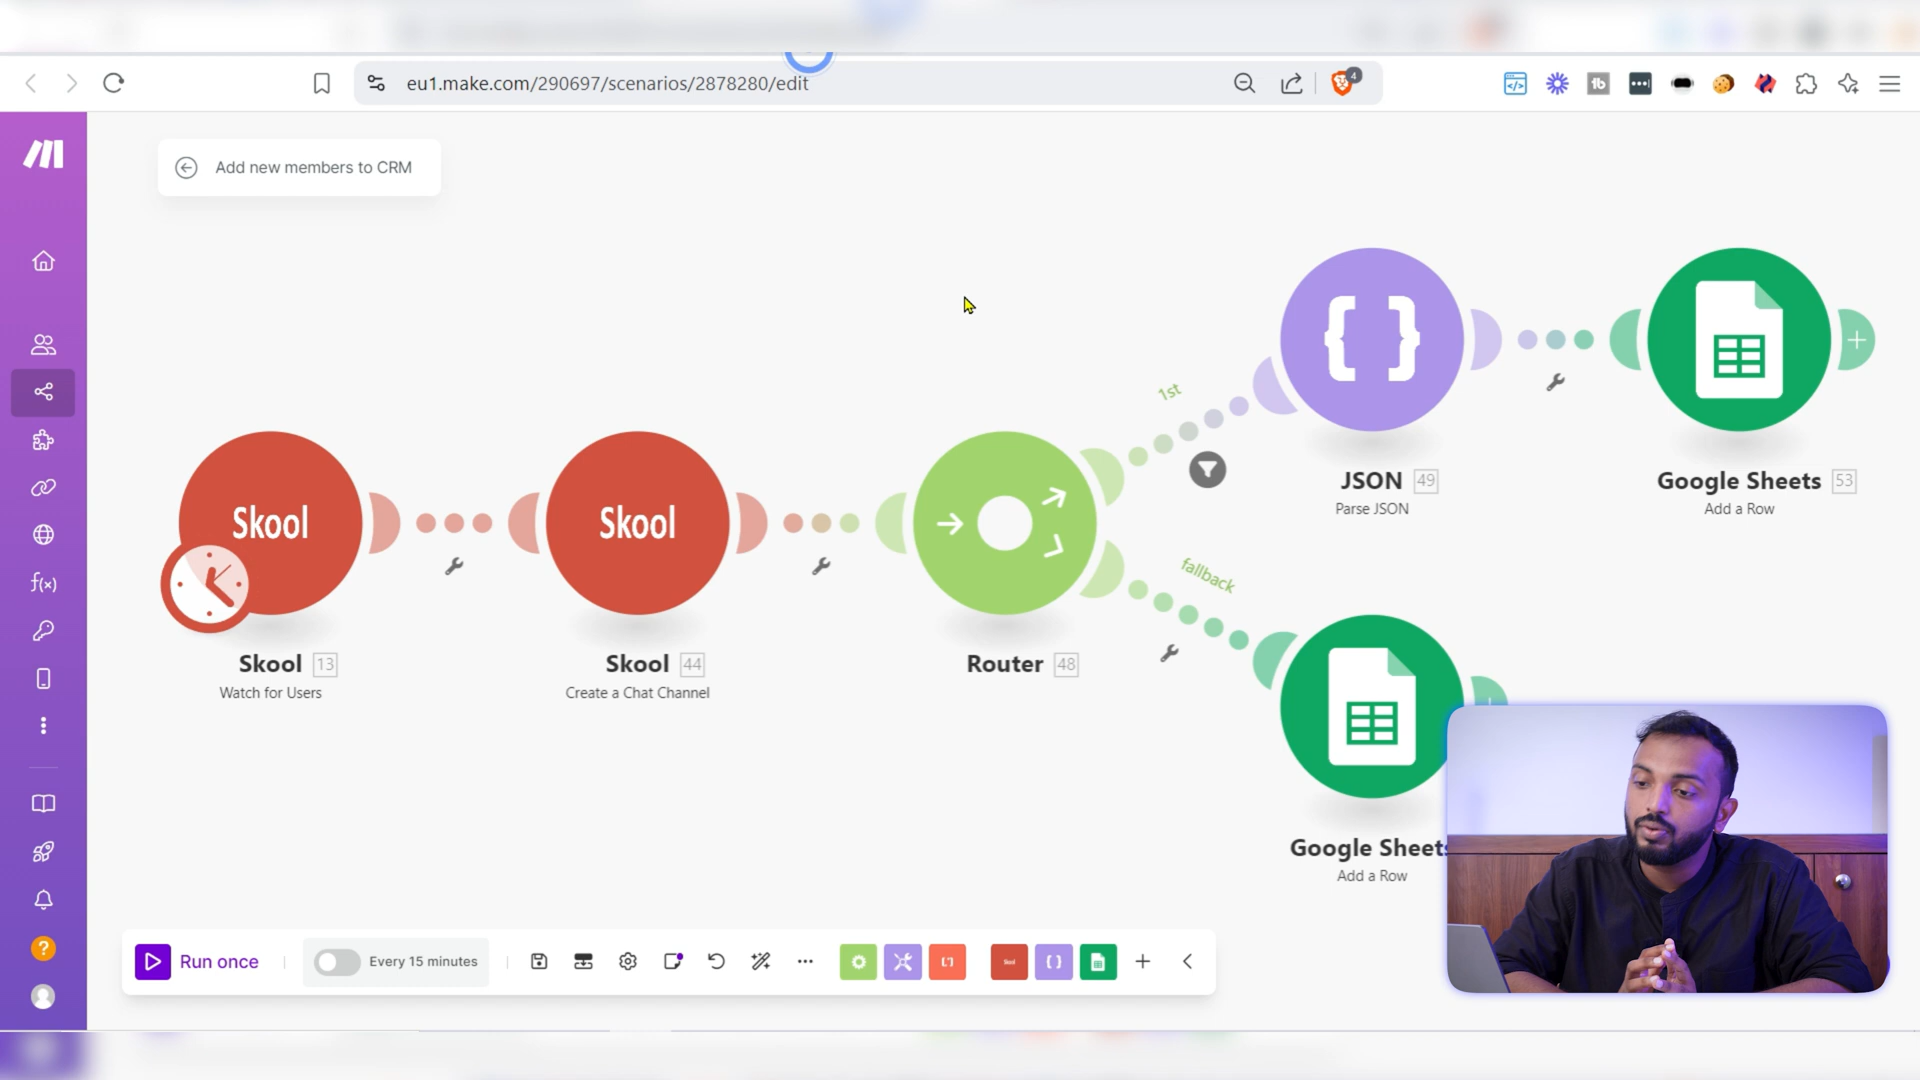 eu1.make.com/290697/scenarios/2878280/edit
4
Add new members to CRM
1st
JSON 49
Parse JSON
Google Sheets 53
Add a Row
Skool
Skool
fallback
Skool 13
Watch for Users
Skool 44
Create a Chat Channel
Router 48
Google Sheets
Add a Row
f(x)
?
Run once
Every 15 minutes